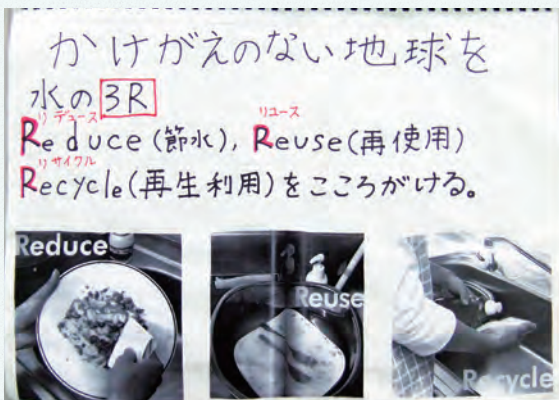 かけがえのない地球を
水の3R
リデュース リユース
Reduce(節水), Reuse(再使用)
リサイクル
Recycle(再生利用)をこころがける。
Reduce
Reuse
Recycle